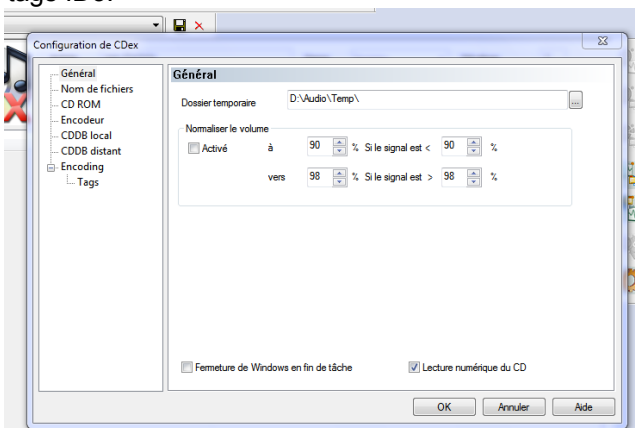 tags IDe.
Configuration de CDex
Général
Nom de fichiers
CD ROM
Encodeur
CDDB local
CDDB distant
Encoding
Tags
Général
Dossier temporaire D:\Audio\Temp\ ...
Normaliser le volume
Activé à 90 % Si le signal est < 90 %
vers 98 % Si le signal est > 98 %
Fermeture de Windows en fin de tâche Lecture numérique du CD
OK Annuler Aide